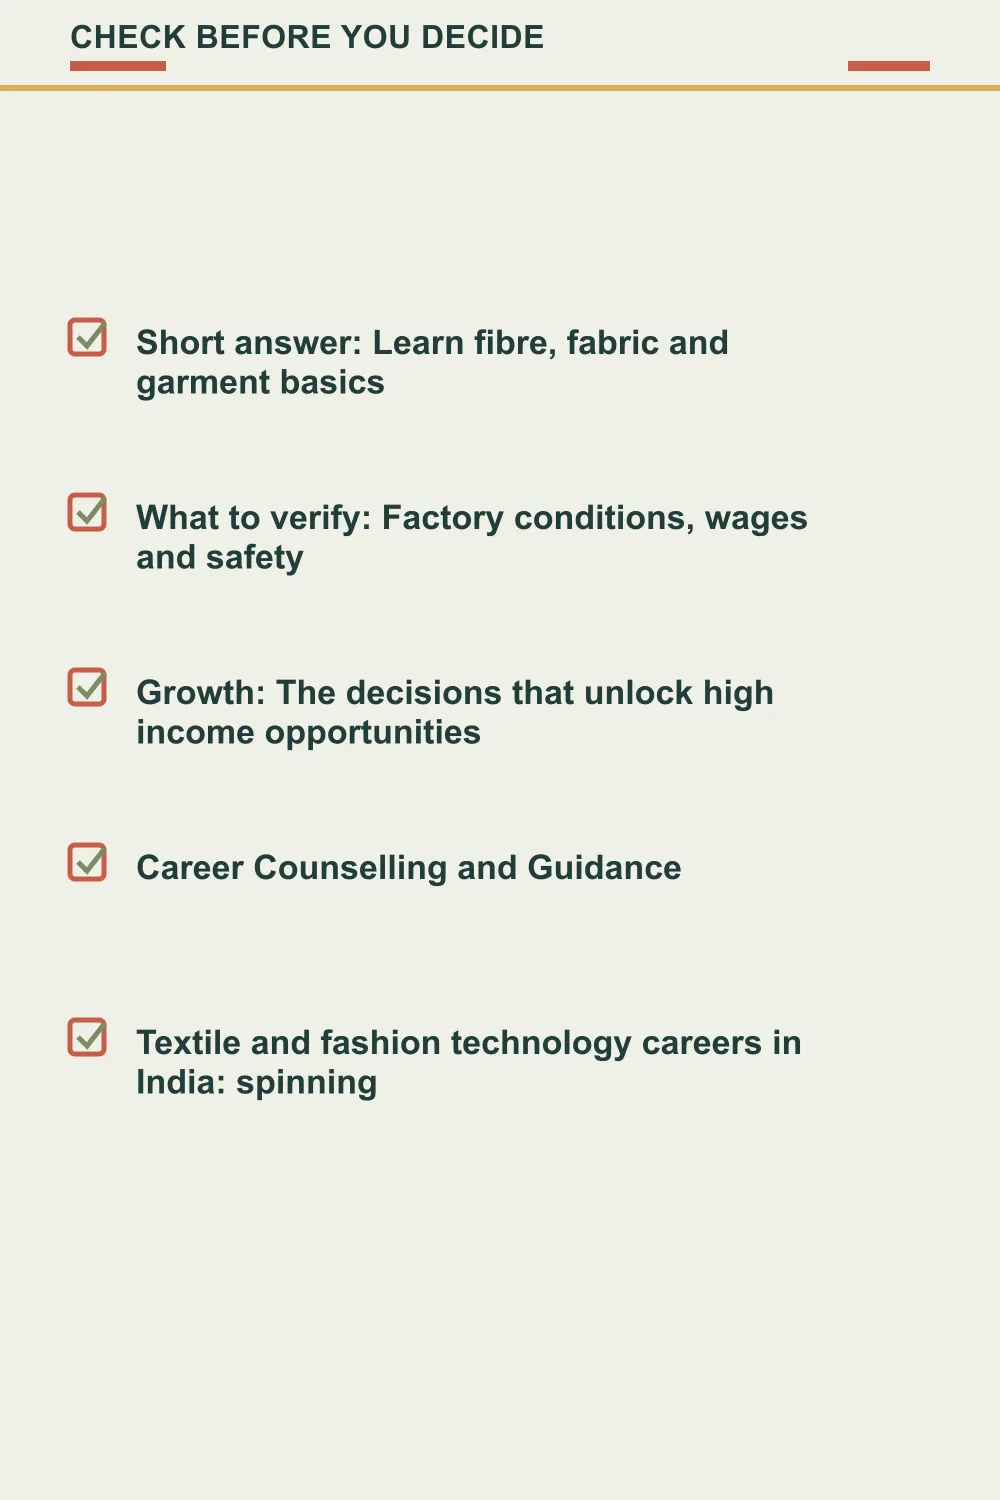 CHECK BEFORE YOU DECIDE
Short answer: Learn fibre, fabric and
garment basics
What to verify: Factory conditions, wages
and safety
Growth: The decisions that unlock high
income opportunities
Career Counselling and Guidance
Textile and fashion technology careers in
India: spinning